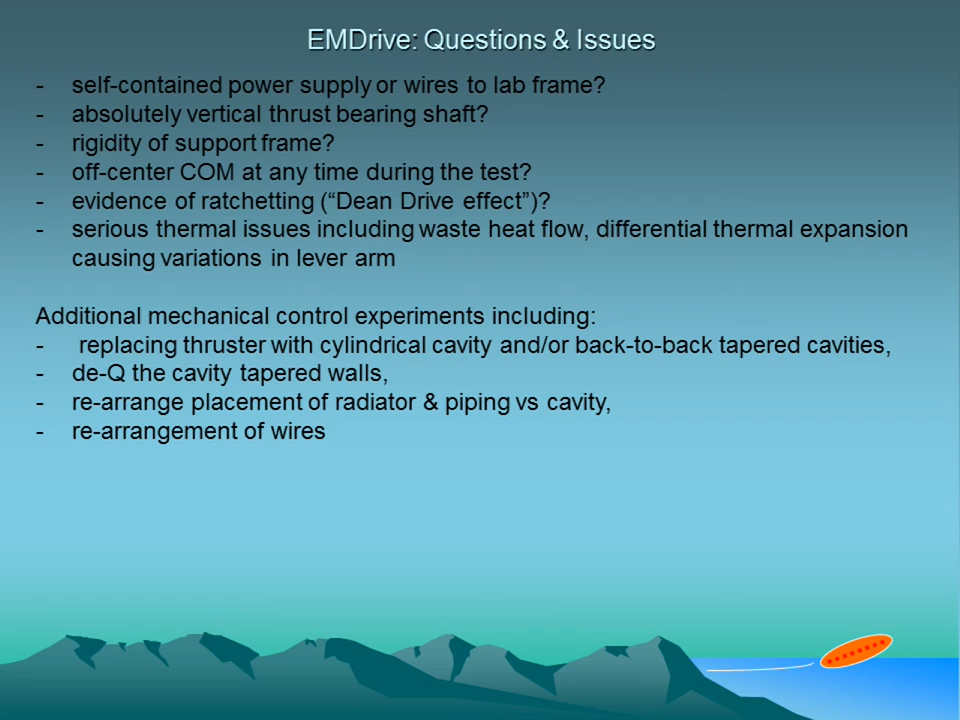 EMDrive: Questions & Issues
- self-contained power supply or wires to lab frame?
- absolutely vertical thrust bearing shaft?
- rigidity of support frame?
- off-center COM at any time during the test?
- evidence of ratchetting (“Dean Drive effect”)?
- serious thermal issues including waste heat flow, differential thermal expansion
causing variations in lever arm
Additional mechanical control experiments including:
- replacing thruster with cylindrical cavity and/or back-to-back tapered cavities,
- de-Q the cavity tapered walls,
- re-arrange placement of radiator & piping vs cavity,
- re-arrangement of wires